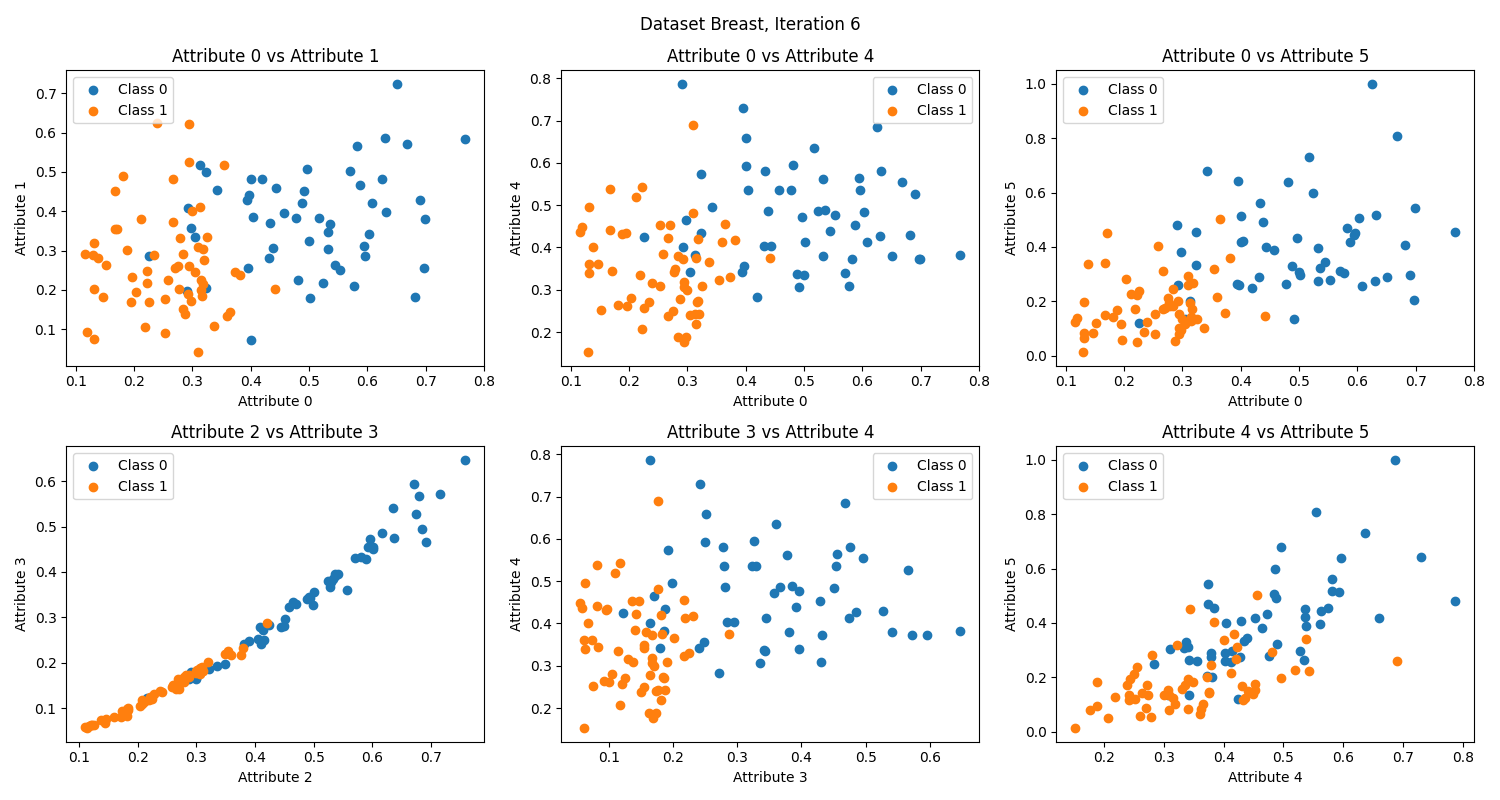 Dataset Breast, Iteration 6
Attribute 0 vs Attribute 1
Class 0
Class 1
0.7
0.6
0.5
0.4
0.3
0.2
0.1
Attribute 1
0.1 0.2 0.3 0.4 0.5 0.6 0.7 0.8
Attribute 0
Attribute 0 vs Attribute 4
Class 0
Class 1
0.8
0.7
0.6
0.5
0.4
0.3
0.2
Attribute 4
0.1 0.2 0.3 0.4 0.5 0.6 0.7 0.8
Attribute 0
Attribute 0 vs Attribute 5
Class 0
Class 1
1.0
0.8
0.6
0.4
0.2
0.0
Attribute 5
0.1 0.2 0.3 0.4 0.5 0.6 0.7 0.8
Attribute 0
Attribute 2 vs Attribute 3
Class 0
Class 1
0.6
0.5
0.4
0.3
0.2
0.1
Attribute 3
0.1 0.2 0.3 0.4 0.5 0.6 0.7
Attribute 2
Attribute 3 vs Attribute 4
Class 0
Class 1
0.8
0.7
0.6
0.5
0.4
0.3
0.2
Attribute 4
0.1 0.2 0.3 0.4 0.5 0.6
Attribute 3
Attribute 4 vs Attribute 5
Class 0
Class 1
1.0
0.8
0.6
0.4
0.2
0.0
Attribute 5
0.2 0.3 0.4 0.5 0.6 0.7 0.8
Attribute 4